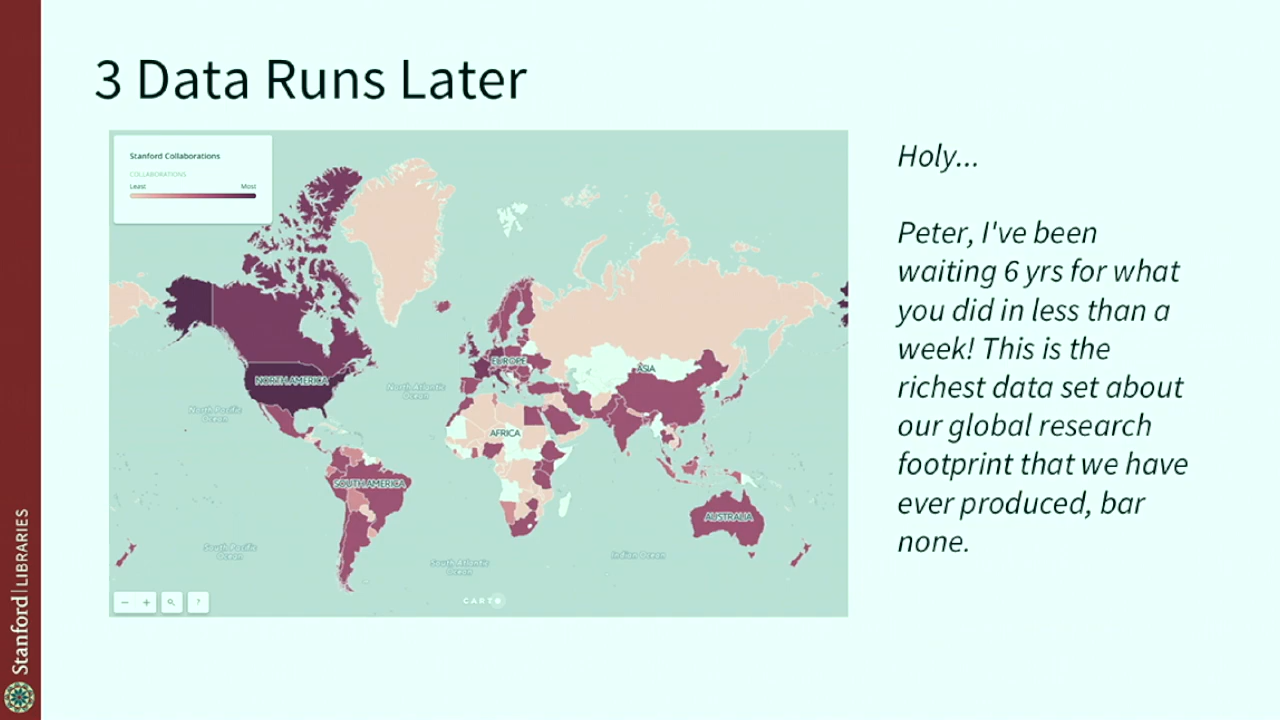 3 Data Runs Later
Stanford Collaborations
COLLABORATIONS
Least Most
Holy...
Peter, I've been
waiting 6 yrs for what
you did in less than a
week! This is the
richest data set about
our global research
footprint that we have
ever produced, bar
none.
EUROPE
ASIA
NORTH AMERICA
North Atlantic
Ocean
North Pacific
Ocean
AFRICA
SOUTH AMERICA
AUSTRALIA
South Pacific
Ocean
South Atlantic
Ocean
Indian Ocean
− + ?
CARTO
Stanford | LIBRARIES